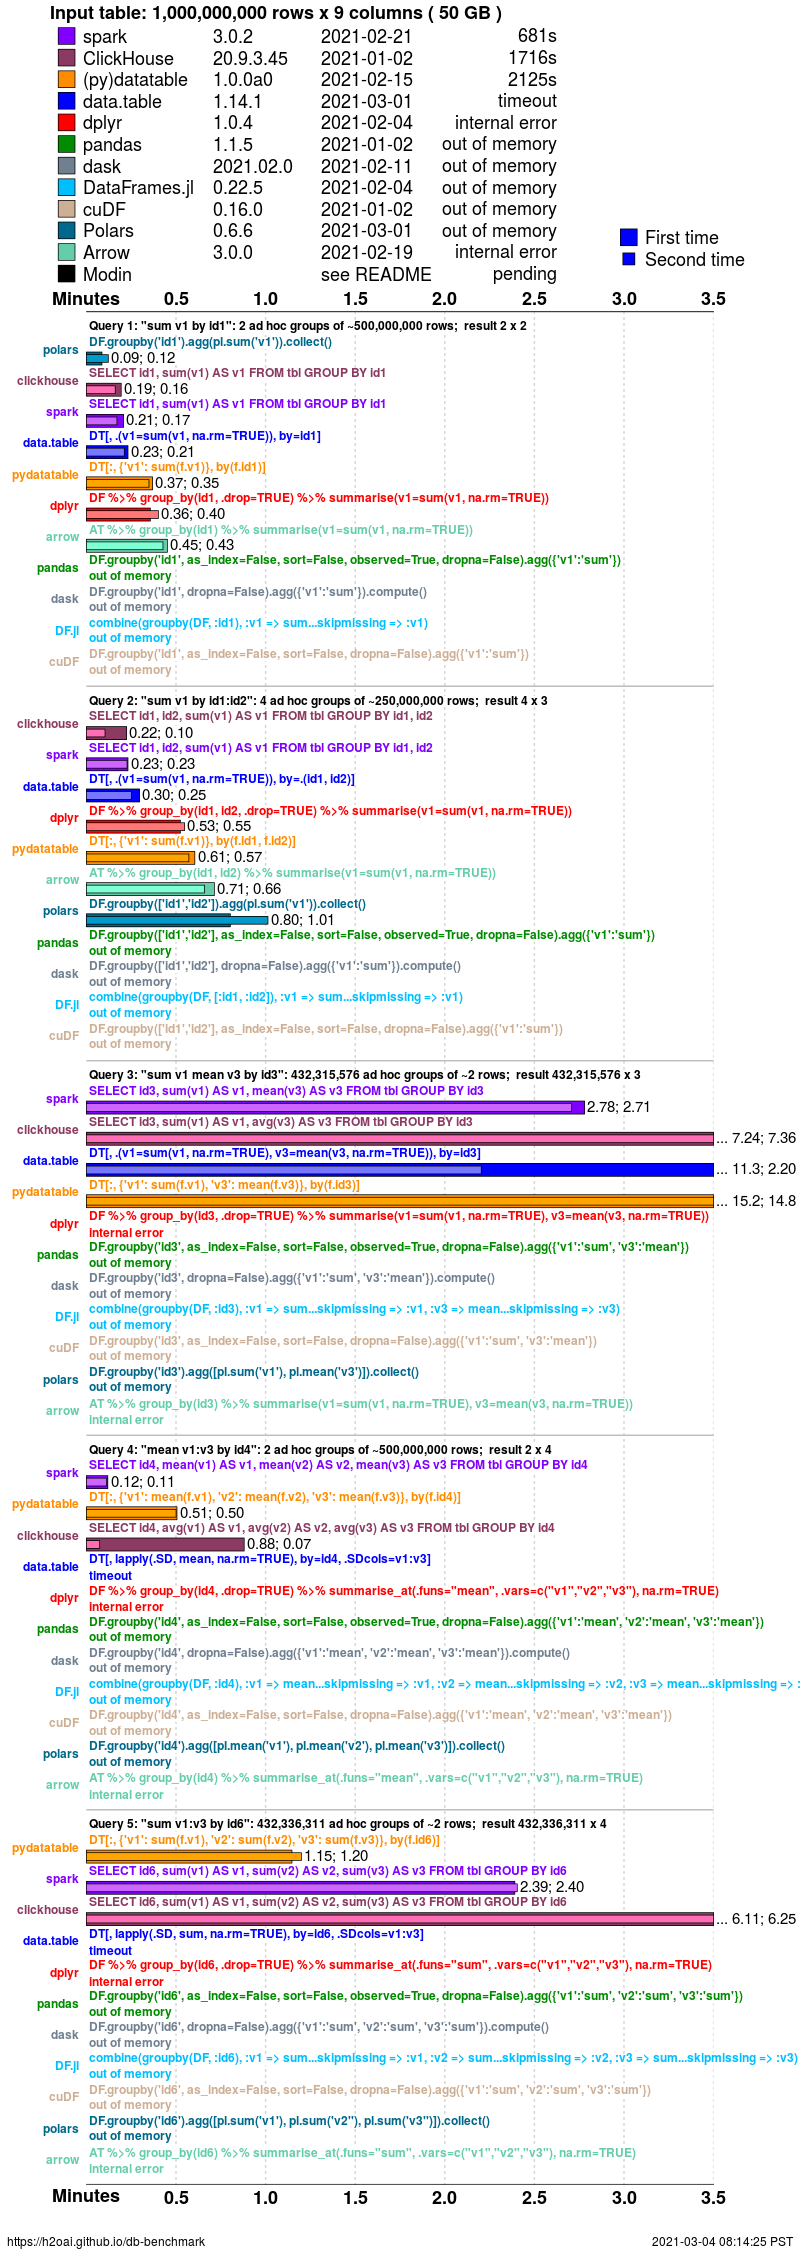 Input table: 1,000,000,000 rows x 9 columns ( 50 GB )
spark 3.0.2 2021-02-21 681s
ClickHouse 20.9.3.45 2021-01-02 1716s
(py)datatable 1.0.0a0 2021-02-15 2125s
data.table 1.14.1 2021-03-01 timeout
dplyr 1.0.4 2021-02-04 internal error
pandas 1.1.5 2021-01-02 out of memory
dask 2021.02.0 2021-02-11 out of memory
DataFrames.jl 0.22.5 2021-02-04 out of memory
cuDF 0.16.0 2021-01-02 out of memory
Polars 0.6.6 2021-03-01 out of memory
Arrow 3.0.0 2021-02-19 internal error
Modin see README pending
First time
Second time
Minutes 0.5 1.0 1.5 2.0 2.5 3.0 3.5
Query 1: "sum v1 by id1": 2 ad hoc groups of ~500,000,000 rows; result 2 x 2
DF.groupby('id1').agg(pl.sum('v1')).collect()
polars 0.09; 0.12
SELECT id1, sum(v1) AS v1 FROM tbl GROUP BY id1
clickhouse 0.19; 0.16
SELECT id1, sum(v1) AS v1 FROM tbl GROUP BY id1
spark 0.21; 0.17
DT[, .(v1=sum(v1, na.rm=TRUE)), by=id1]
data.table 0.23; 0.21
DT[:, {'v1': sum(f.v1)}, by(f.id1)]
pydatatable 0.37; 0.35
DF %>% group_by(id1, .drop=TRUE) %>% summarise(v1=sum(v1, na.rm=TRUE))
dplyr 0.36; 0.40
AT %>% group_by(id1) %>% summarise(v1=sum(v1, na.rm=TRUE))
arrow 0.45; 0.43
DF.groupby('id1', as_index=False, sort=False, observed=True, dropna=False).agg({'v1':'sum'})
pandas out of memory
DF.groupby('id1', dropna=False).agg({'v1':'sum'}).compute()
dask out of memory
combine(groupby(DF, :id1), :v1 => sum...skipmissing => :v1)
DF.jl out of memory
DF.groupby('id1', as_index=False, sort=False, dropna=False).agg({'v1':'sum'})
cuDF out of memory
Query 2: "sum v1 by id1:id2": 4 ad hoc groups of ~250,000,000 rows; result 4 x 3
SELECT id1, id2, sum(v1) AS v1 FROM tbl GROUP BY id1, id2
clickhouse 0.22; 0.10
SELECT id1, id2, sum(v1) AS v1 FROM tbl GROUP BY id1, id2
spark 0.23; 0.23
DT[, .(v1=sum(v1, na.rm=TRUE)), by=.(id1, id2)]
data.table 0.30; 0.25
DF %>% group_by(id1, id2, .drop=TRUE) %>% summarise(v1=sum(v1, na.rm=TRUE))
dplyr 0.53; 0.55
DT[:, {'v1': sum(f.v1)}, by(f.id1, f.id2)]
pydatatable 0.61; 0.57
AT %>% group_by(id1, id2) %>% summarise(v1=sum(v1, na.rm=TRUE))
arrow 0.71; 0.66
DF.groupby(['id1','id2']).agg(pl.sum('v1')).collect()
polars 0.80; 1.01
DF.groupby(['id1','id2'], as_index=False, sort=False, observed=True, dropna=False).agg({'v1':'sum'})
pandas out of memory
DF.groupby(['id1','id2'], dropna=False).agg({'v1':'sum'}).compute()
dask out of memory
combine(groupby(DF, [:id1, :id2]), :v1 => sum...skipmissing => :v1)
DF.jl out of memory
DF.groupby(['id1','id2'], as_index=False, sort=False, dropna=False).agg({'v1':'sum'})
cuDF out of memory
Query 3: "sum v1 mean v3 by id3": 432,315,576 ad hoc groups of ~2 rows; result 432,315,576 x 3
SELECT id3, sum(v1) AS v1, mean(v3) AS v3 FROM tbl GROUP BY id3
spark 2.78; 2.71
SELECT id3, sum(v1) AS v1, avg(v3) AS v3 FROM tbl GROUP BY id3
clickhouse ... 7.24; 7.36
DT[, .(v1=sum(v1, na.rm=TRUE), v3=mean(v3, na.rm=TRUE)), by=id3]
data.table ... 11.3; 2.20
DT[:, {'v1': sum(f.v1), 'v3': mean(f.v3)}, by(f.id3)]
pydatatable ... 15.2; 14.8
DF %>% group_by(id3, .drop=TRUE) %>% summarise(v1=sum(v1, na.rm=TRUE), v3=mean(v3, na.rm=TRUE))
dplyr internal error
DF.groupby('id3', as_index=False, sort=False, observed=True, dropna=False).agg({'v1':'sum', 'v3':'mean'})
pandas out of memory
DF.groupby('id3', dropna=False).agg({'v1':'sum', 'v3':'mean'}).compute()
dask out of memory
combine(groupby(DF, :id3), :v1 => sum...skipmissing => :v1, :v3 => mean...skipmissing => :v3)
DF.jl out of memory
DF.groupby('id3', as_index=False, sort=False, dropna=False).agg({'v1':'sum', 'v3':'mean'})
cuDF out of memory
DF.groupby('id3').agg([pl.sum('v1'), pl.mean('v3')]).collect()
polars out of memory
AT %>% group_by(id3) %>% summarise(v1=sum(v1, na.rm=TRUE), v3=mean(v3, na.rm=TRUE))
arrow internal error
Query 4: "mean v1:v3 by id4": 2 ad hoc groups of ~500,000,000 rows; result 2 x 4
SELECT id4, mean(v1) AS v1, mean(v2) AS v2, mean(v3) AS v3 FROM tbl GROUP BY id4
spark 0.12; 0.11
DT[:, {'v1': mean(f.v1), 'v2': mean(f.v2), 'v3': mean(f.v3)}, by(f.id4)]
pydatatable 0.51; 0.50
SELECT id4, avg(v1) AS v1, avg(v2) AS v2, avg(v3) AS v3 FROM tbl GROUP BY id4
clickhouse 0.88; 0.07
DT[, lapply(.SD, mean, na.rm=TRUE), by=id4, .SDcols=v1:v3]
data.table timeout
DF %>% group_by(id4, .drop=TRUE) %>% summarise_at(.funs="mean", .vars=c("v1","v2","v3"), na.rm=TRUE)
dplyr internal error
DF.groupby('id4', as_index=False, sort=False, observed=True, dropna=False).agg({'v1':'mean', 'v2':'mean', 'v3':'mean'})
pandas out of memory
DF.groupby('id4', dropna=False).agg({'v1':'mean', 'v2':'mean', 'v3':'mean'}).compute()
dask out of memory
combine(groupby(DF, :id4), :v1 => mean...skipmissing => :v1, :v2 => mean...skipmissing => :v2, :v3 => mean...skipmissing => :
DF.jl out of memory
DF.groupby('id4', as_index=False, sort=False, dropna=False).agg({'v1':'mean', 'v2':'mean', 'v3':'mean'})
cuDF out of memory
DF.groupby('id4').agg([pl.mean('v1'), pl.mean('v2'), pl.mean('v3')]).collect()
polars out of memory
AT %>% group_by(id4) %>% summarise_at(.funs="mean", .vars=c("v1","v2","v3"), na.rm=TRUE)
arrow internal error
Query 5: "sum v1:v3 by id6": 432,336,311 ad hoc groups of ~2 rows; result 432,336,311 x 4
DT[:, {'v1': sum(f.v1), 'v2': sum(f.v2), 'v3': sum(f.v3)}, by(f.id6)]
pydatatable 1.15; 1.20
SELECT id6, sum(v1) AS v1, sum(v2) AS v2, sum(v3) AS v3 FROM tbl GROUP BY id6
spark 2.39; 2.40
SELECT id6, sum(v1) AS v1, sum(v2) AS v2, sum(v3) AS v3 FROM tbl GROUP BY id6
clickhouse ... 6.11; 6.25
DT[, lapply(.SD, sum, na.rm=TRUE), by=id6, .SDcols=v1:v3]
data.table timeout
DF %>% group_by(id6, .drop=TRUE) %>% summarise_at(.funs="sum", .vars=c("v1","v2","v3"), na.rm=TRUE)
dplyr internal error
DF.groupby('id6', as_index=False, sort=False, observed=True, dropna=False).agg({'v1':'sum', 'v2':'sum', 'v3':'sum'})
pandas out of memory
DF.groupby('id6', dropna=False).agg({'v1':'sum', 'v2':'sum', 'v3':'sum'}).compute()
dask out of memory
combine(groupby(DF, :id6), :v1 => sum...skipmissing => :v1, :v2 => sum...skipmissing => :v2, :v3 => sum...skipmissing => :v3)
DF.jl out of memory
DF.groupby('id6', as_index=False, sort=False, dropna=False).agg({'v1':'sum', 'v2':'sum', 'v3':'sum'})
cuDF out of memory
DF.groupby('id6').agg([pl.sum('v1'), pl.sum('v2"), pl.sum('v3")]).collect()
polars out of memory
AT %>% group_by(id6) %>% summarise_at(.funs="sum", .vars=c("v1","v2","v3"), na.rm=TRUE)
arrow internal error
Minutes 0.5 1.0 1.5 2.0 2.5 3.0 3.5
https://h2oai.github.io/db-benchmark 2021-03-04 08:14:25 PST